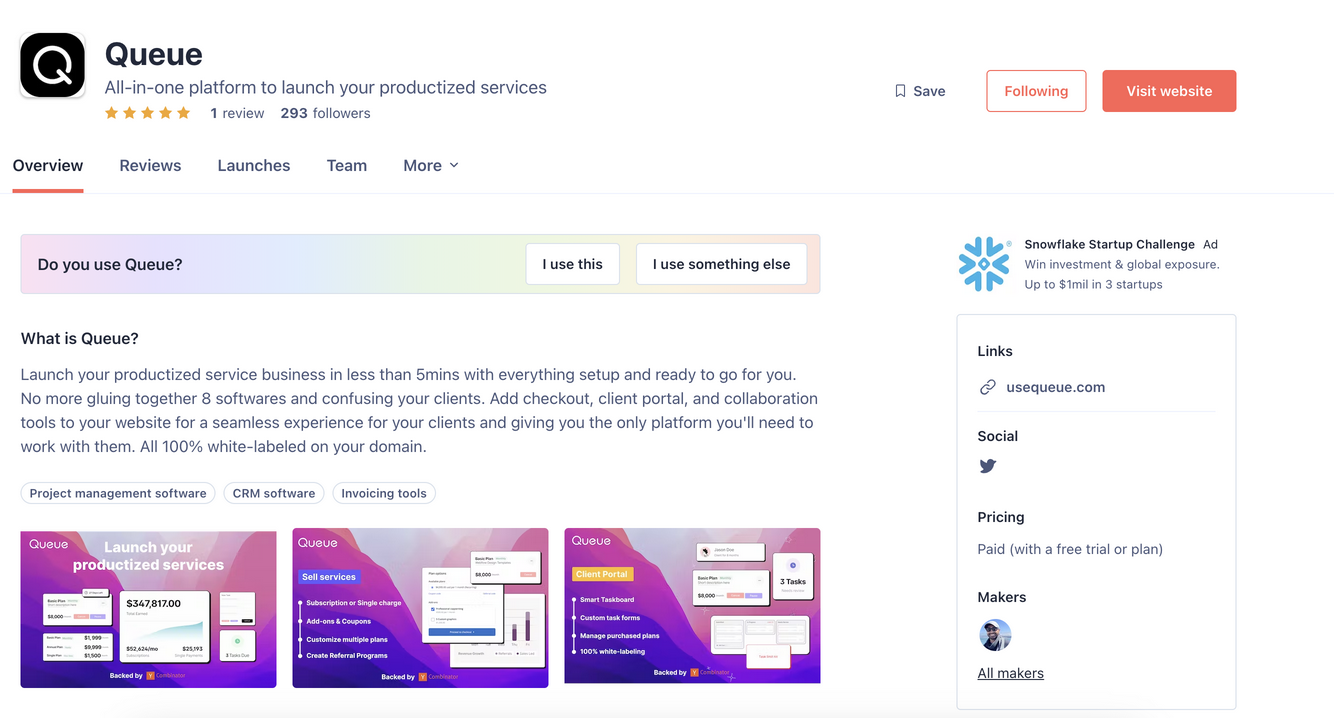 Queue
All-in-one platform to launch your productized services
1 review 293 followers
Save
Following
Visit website
Overview
Reviews
Launches
Team
More
Do you use Queue?
I use this
I use something else
What is Queue?
Launch your productized service business in less than 5mins with everything setup and ready to go for you.
No more gluing together 8 softwares and confusing your clients. Add checkout, client portal, and collaboration
tools to your website for a seamless experience for your clients and giving you the only platform you'll need to
work with them. All 100% white-labeled on your domain.
Project management software
CRM software
Invoicing tools
Queue
Launch your
productized services
Basic Plan
$8,000
$347,817.00
$52,624/mo
$25,193
$1,999
$9,999
$1,500
3 Tasks Due
Backed by Y Combinator
Queue
Sell services
Subscription or Single charge
Add-ons & Coupons
Customize multiple plans
Create Referral Programs
Basic Plan
$8,000
Backed by Y Combinator
Queue
Client Portal
Smart Taskboard
Custom task forms
Manage purchased plans
100% white-labeling
Jason Doe
Basic Plan
$8,000
3 Tasks
Backed by Y Combinator
Snowflake Startup Challenge Ad
Win investment & global exposure.
Up to $1mil in 3 startups
Links
usequeue.com
Social
Pricing
Paid (with a free trial or plan)
Makers
All makers